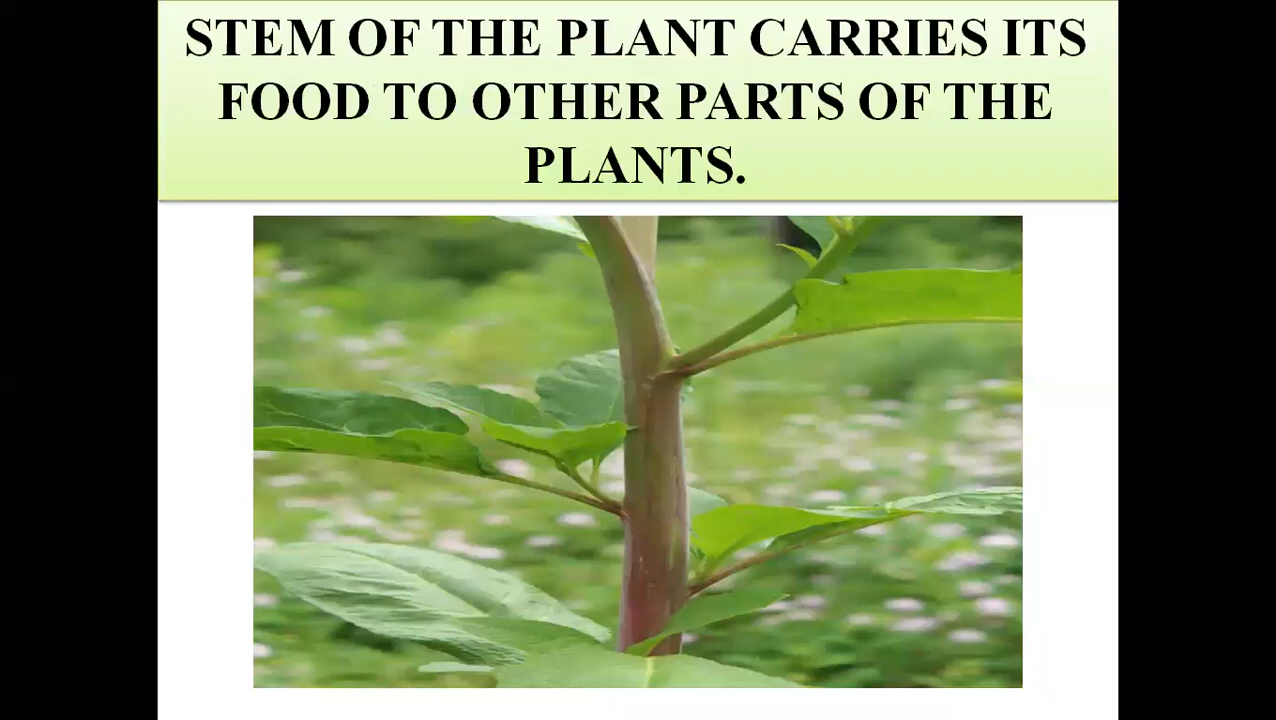 STEM OF THE PLANT CARRIES ITS
FOOD TO OTHER PARTS OF THE
PLANTS.